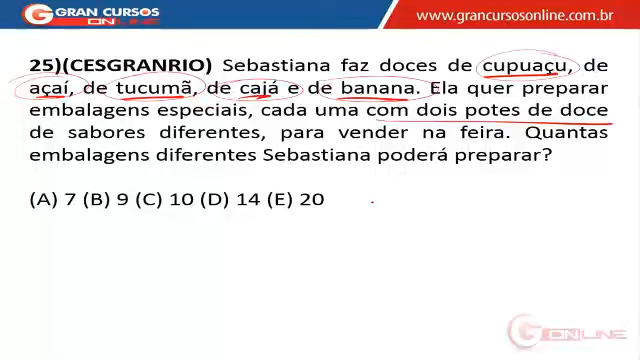 GRAN CURSOS
ONLINE
www.grancursosonline.com.br
25)(CESGRANRIO) Sebastiana faz doces de cupuaçu, de
açaí, de tucumã, de cajá e de banana. Ela quer preparar
embalagens especiais, cada uma com dois potes de doce
de sabores diferentes, para vender na feira. Quantas
embalagens diferentes Sebastiana poderá preparar?
(A) 7 (B) 9 (C) 10 (D) 14 (E) 20
G ONLINE